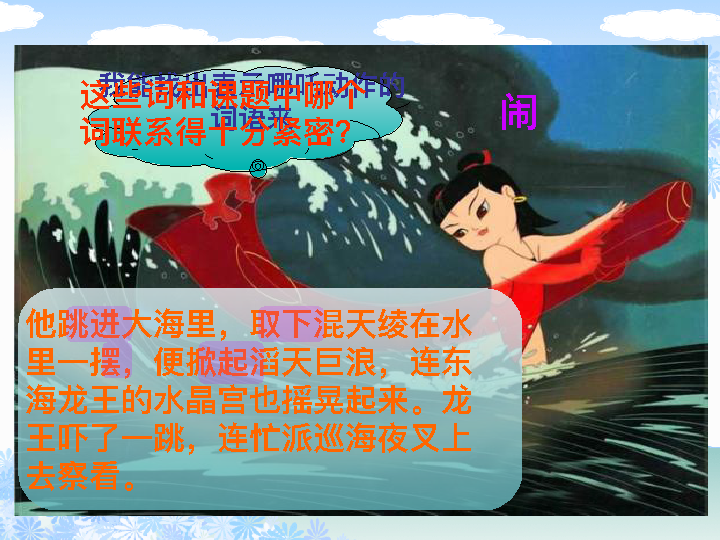 我能找出表示哪吒动作的
词语来
这些词和课题中哪个
词联系得十分紧密？
闹
他跳进大海里，取下混天绫在水
里一摆，便掀起滔天巨浪，连东
海龙王的水晶宫也摇晃起来。龙
王吓了一跳，连忙派巡海夜叉上
去察看。